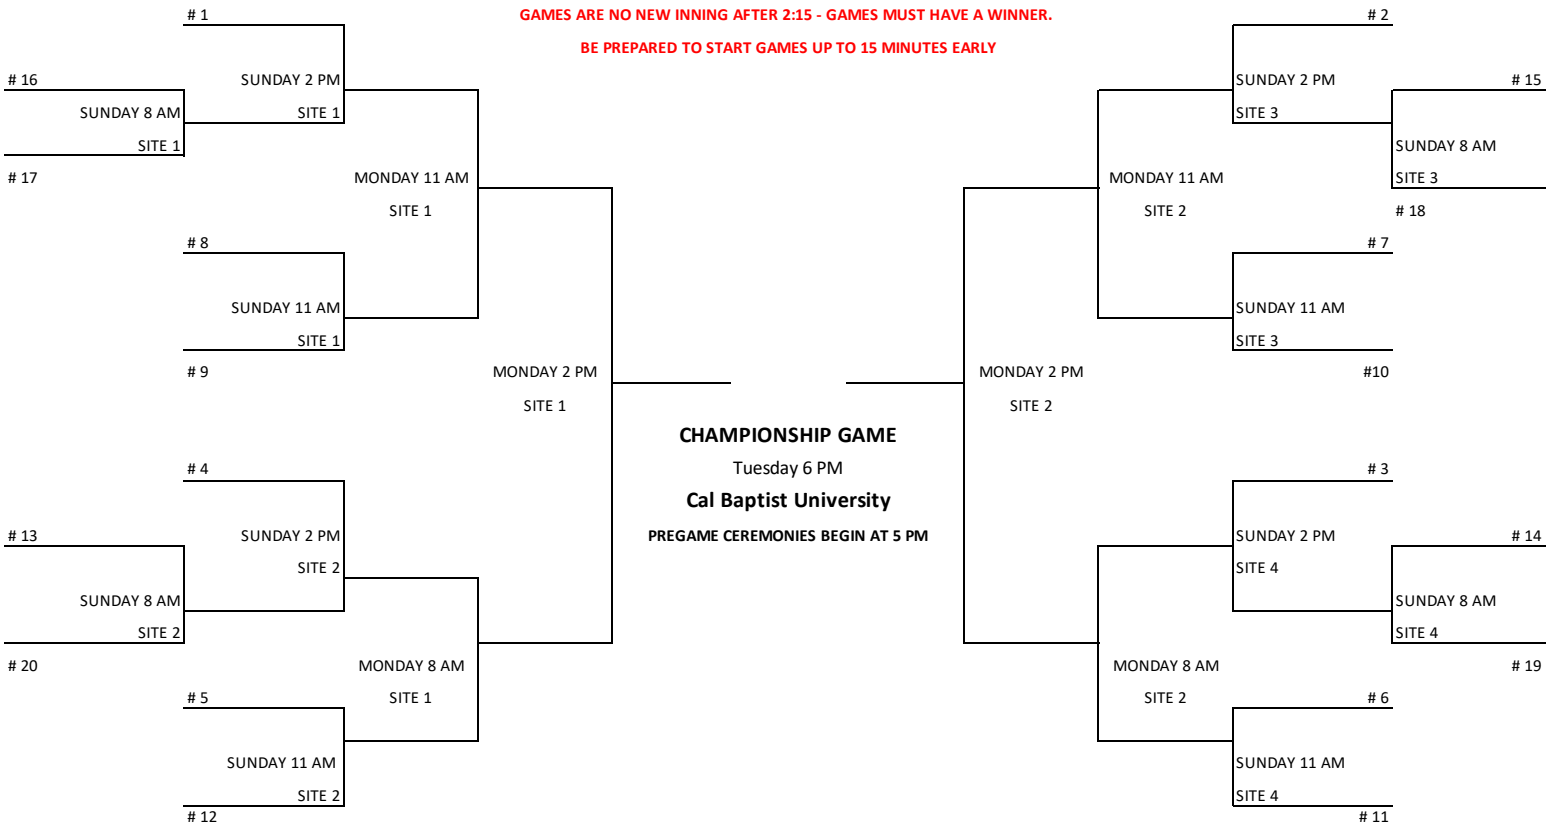 # 1
GAMES ARE NO NEW INNING AFTER 2:15 - GAMES MUST HAVE A WINNER.
# 2
BE PREPARED TO START GAMES UP TO 15 MINUTES EARLY
# 16
SUNDAY 2 PM
SUNDAY 2 PM
# 15
SUNDAY 8 AM
SITE 1
SITE 3
SITE 1
SUNDAY 8 AM
# 17
MONDAY 11 AM
MONDAY 11 AM
SITE 3
SITE 1
SITE 2
# 18
# 8
# 7
SUNDAY 11 AM
SUNDAY 11 AM
SITE 1
SITE 3
# 9
MONDAY 2 PM
MONDAY 2 PM
#10
SITE 1
SITE 2
CHAMPIONSHIP GAME
# 4
Tuesday 6 PM
# 3
Cal Baptist University
# 13
SUNDAY 2 PM
PREGAME CEREMONIES BEGIN AT 5 PM
SUNDAY 2 PM
# 14
SITE 2
SITE 4
SUNDAY 8 AM
SUNDAY 8 AM
SITE 2
SITE 4
# 20
MONDAY 8 AM
MONDAY 8 AM
# 19
# 5
SITE 1
SITE 2
# 6
SUNDAY 11 AM
SUNDAY 11 AM
SITE 2
SITE 4
# 12
# 11